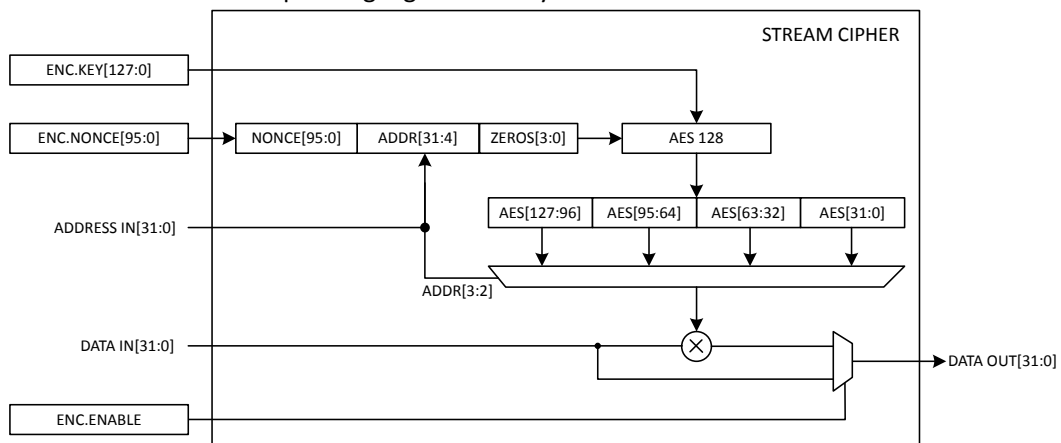 STREAM CIPHER
ENC.KEY[127:0]
ENC.NONCE[95:0]
NONCE[95:0]
ADDR[31:4]
ZEROS[3:0]
AES 128
AES[127:96]
AES[95:64]
AES[63:32]
AES[31:0]
ADDRESS IN[31:0]
ADDR[3:2]
DATA IN[31:0]
DATA OUT[31:0]
ENC.ENABLE